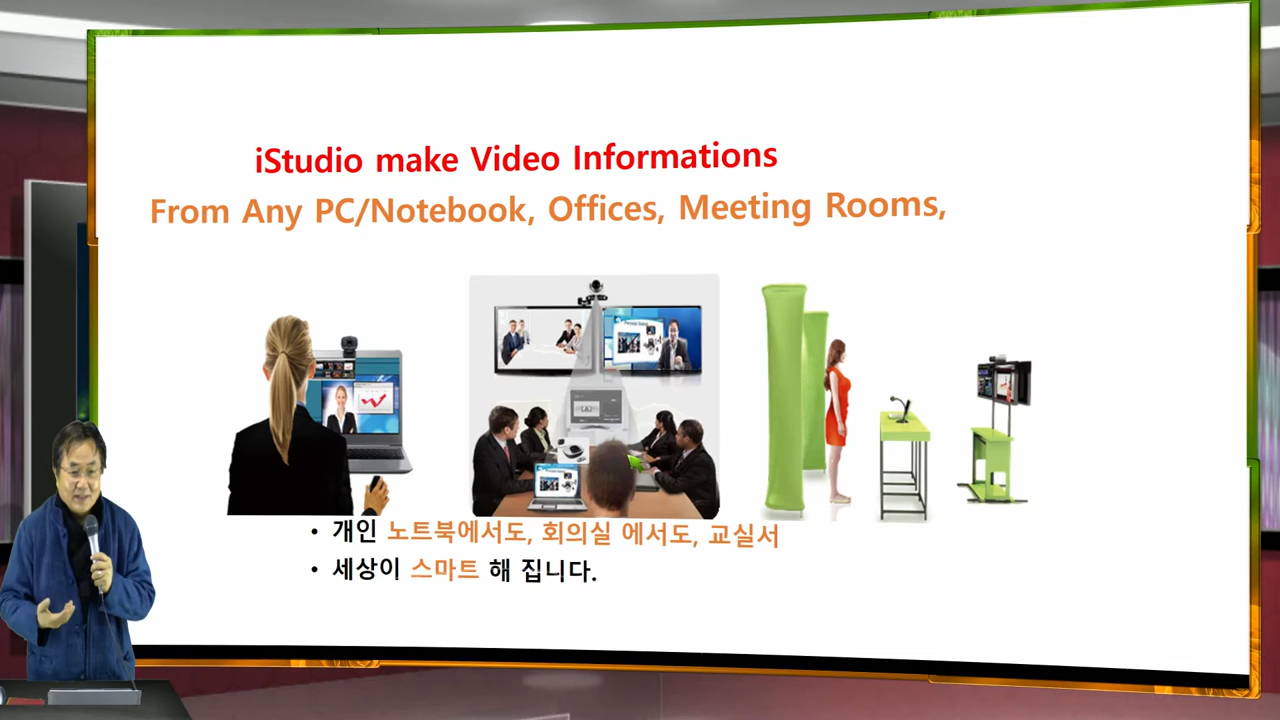 iStudio make Video Informations
From Any PC/Notebook, Offices, Meeting Rooms,
• 개인 노트북에서도, 회의실 에서도, 교실서
• 세상이 스마트 해 집니다.